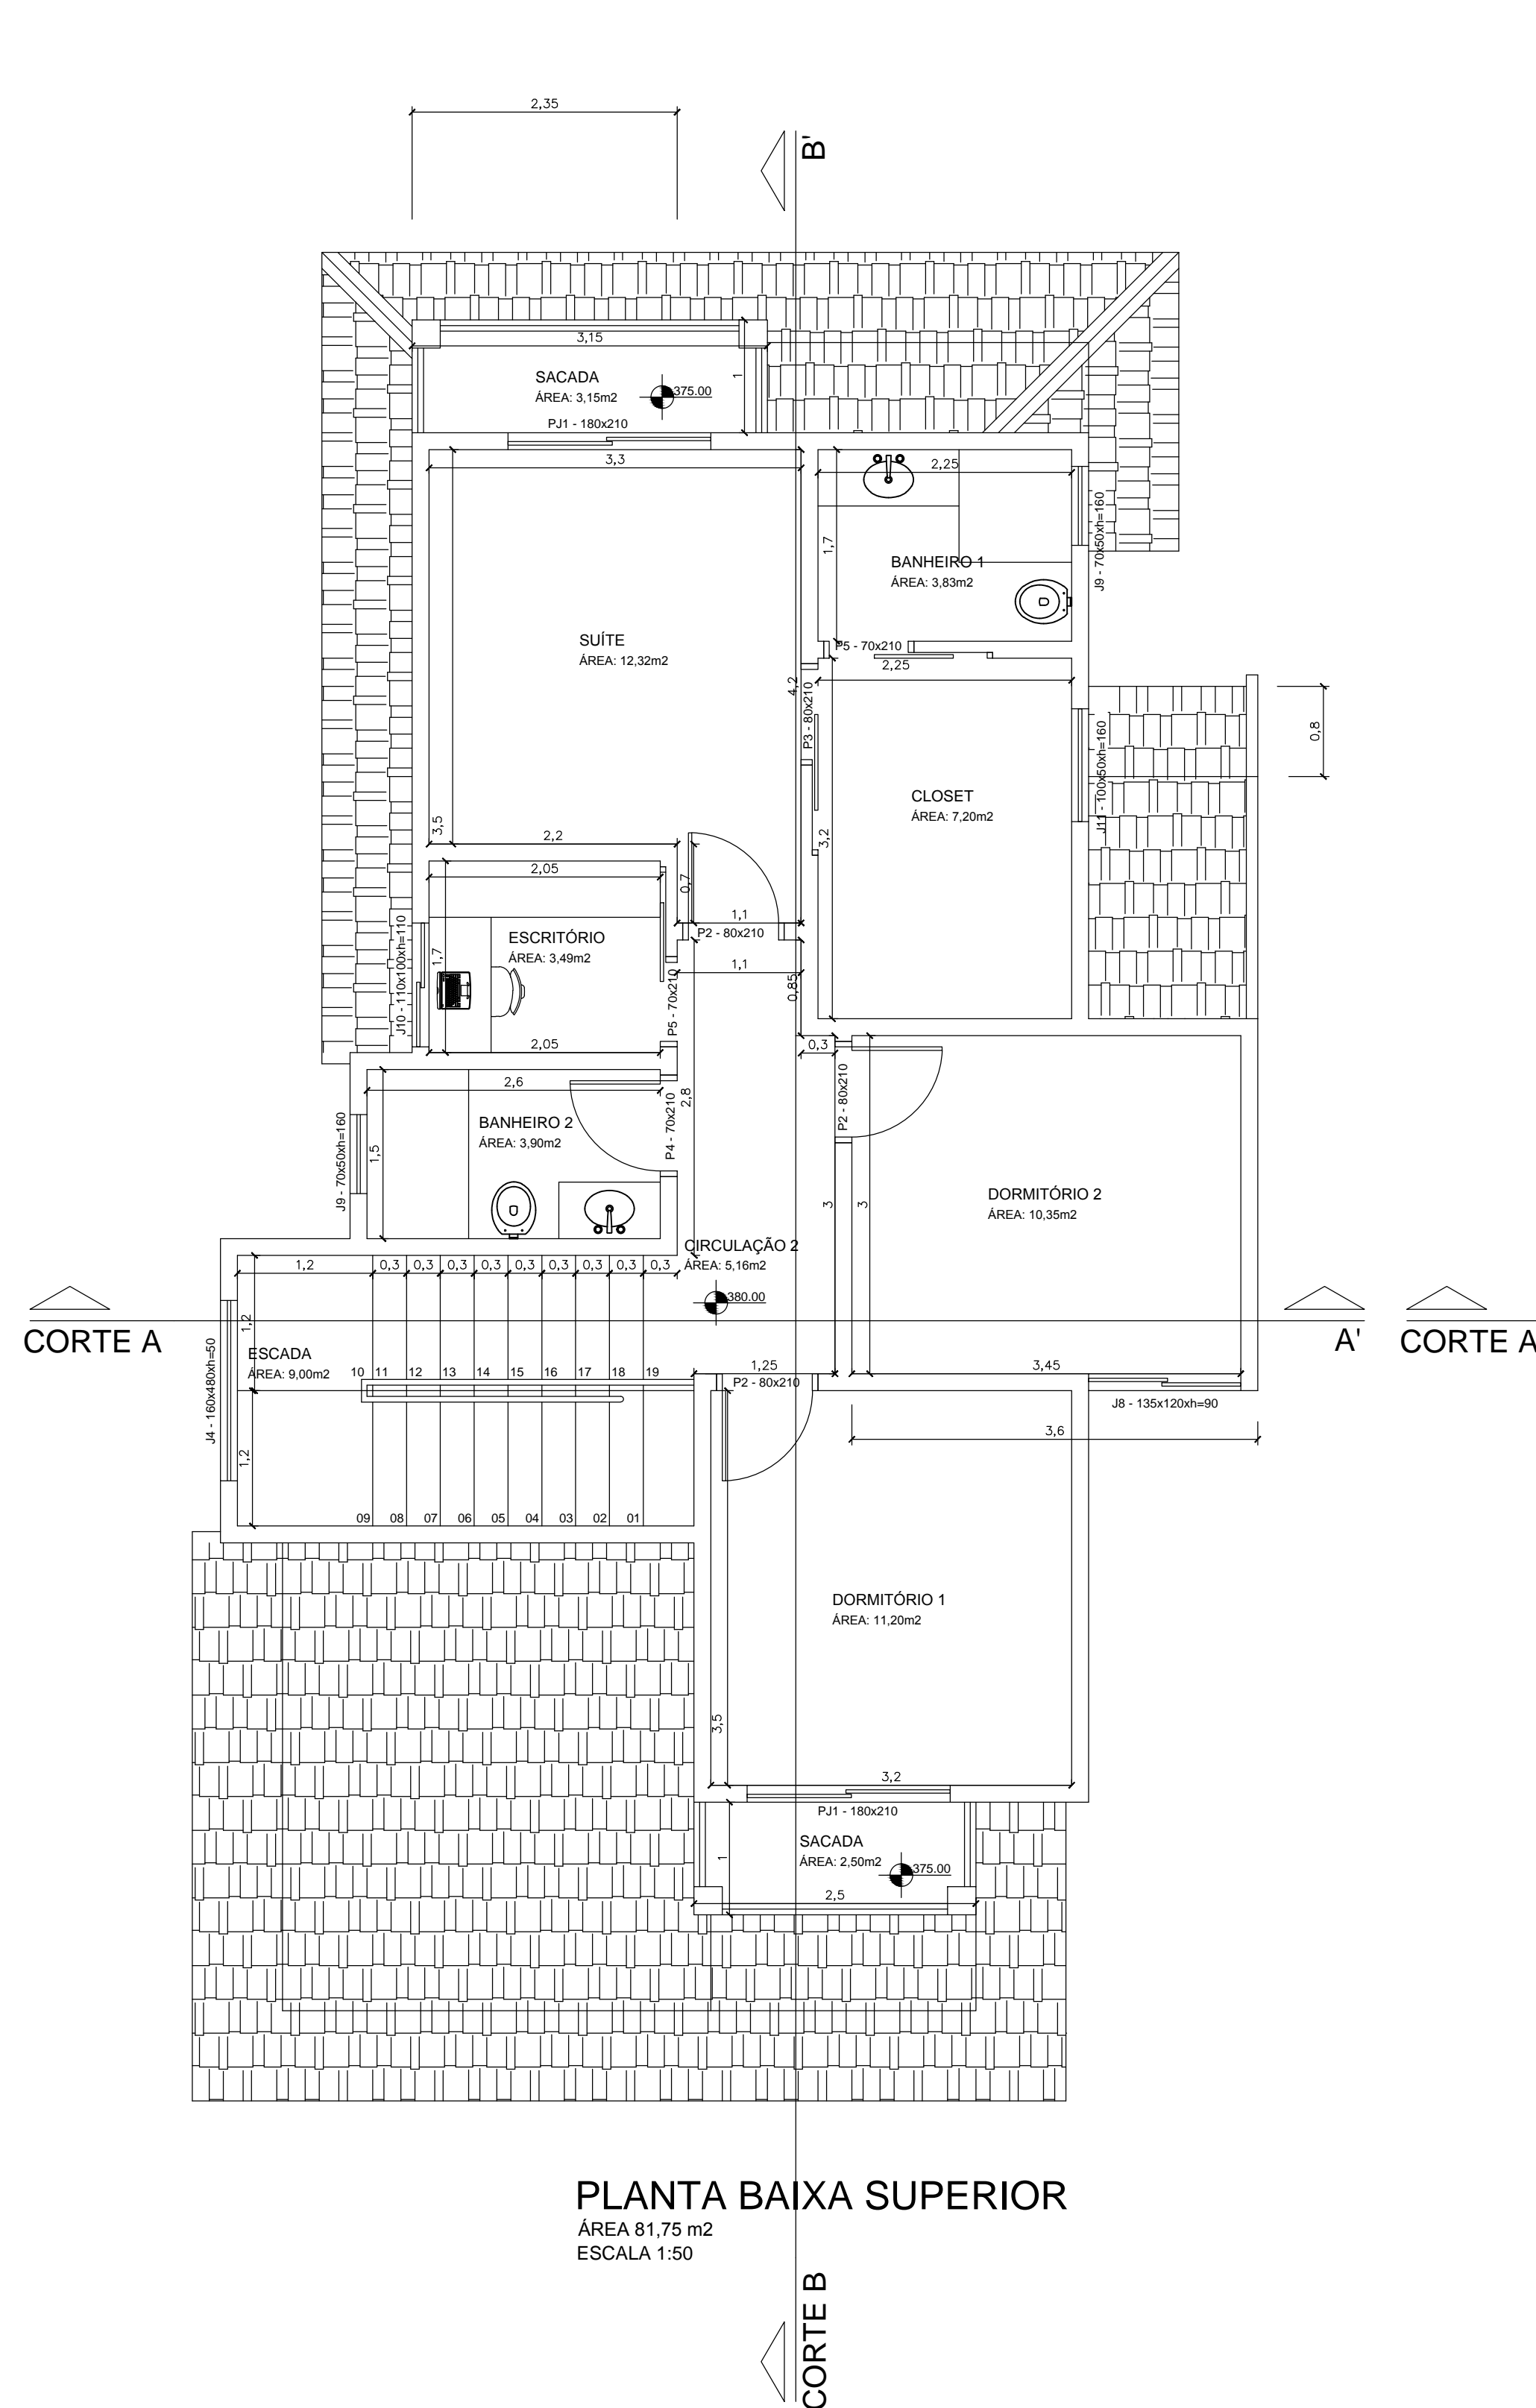 2,35
B'
3,15
SACADA
ÁREA: 3,15m2
375.00
1
PJ1 - 180x210
3,3
2,25
1,7
BANHEIRO 1
ÁREA: 3,83m2
J9 - 70x50xh=160
SUÍTE
ÁREA: 12,32m2
P5 - 70x210
2,25
4,2
P3 - 80x210
0,8
J11 - 100x50xh=160
CLOSET
ÁREA: 7,20m2
3,5
2,2
3,2
2,05
0,7
1,1
P2 - 80x210
ESCRITÓRIO
ÁREA: 3,49m2
1,7
J10 - 110x100xh=110
1,1
0,85
P5 - 70x210
2,05
0,3
2,6
2,8
P2 - 80x210
BANHEIRO 2
ÁREA: 3,90m2
P4 - 70x210
1,5
J9 - 70x50xh=160
3
3
DORMITÓRIO 2
ÁREA: 10,35m2
CIRCULAÇÃO 2
ÁREA: 5,16m2
1,2
0,3
0,3
0,3
0,3
0,3
0,3
0,3
0,3
0,3
380.00
1,2
CORTE A
A'
CORTE A
ESCADA
ÁREA: 9,00m2
J4 - 160x480xh=50
10 11 12 13 14 15 16 17 18 19
1,25
3,45
P2 - 80x210
J8 - 135x120xh=90
3,6
1,2
09 08 07 06 05 04 03 02 01
DORMITÓRIO 1
ÁREA: 11,20m2
3,5
3,2
PJ1 - 180x210
SACADA
ÁREA: 2,50m2
375.00
1
2,5
PLANTA BAIXA SUPERIOR
ÁREA 81,75 m2
ESCALA 1:50
CORTE B